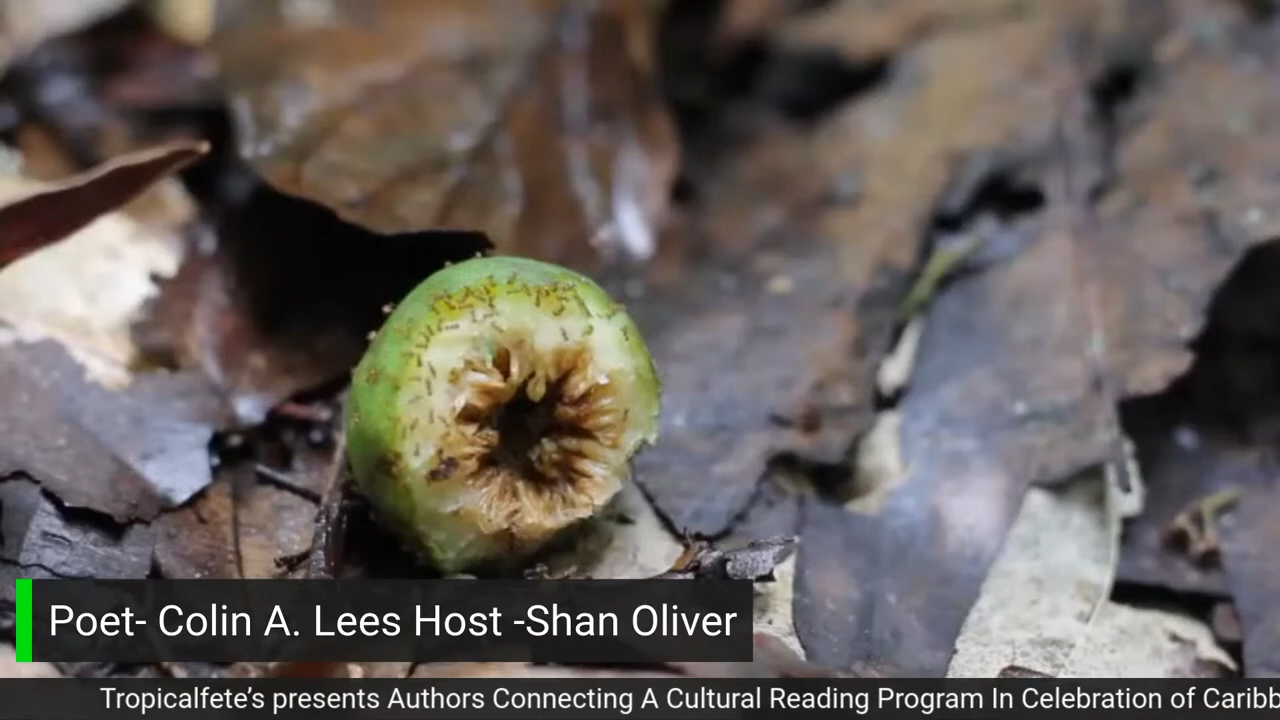 Poet- Colin A. Lees Host -Shan Oliver
Tropicalfete’s presents Authors Connecting A Cultural Reading Program In Celebration of